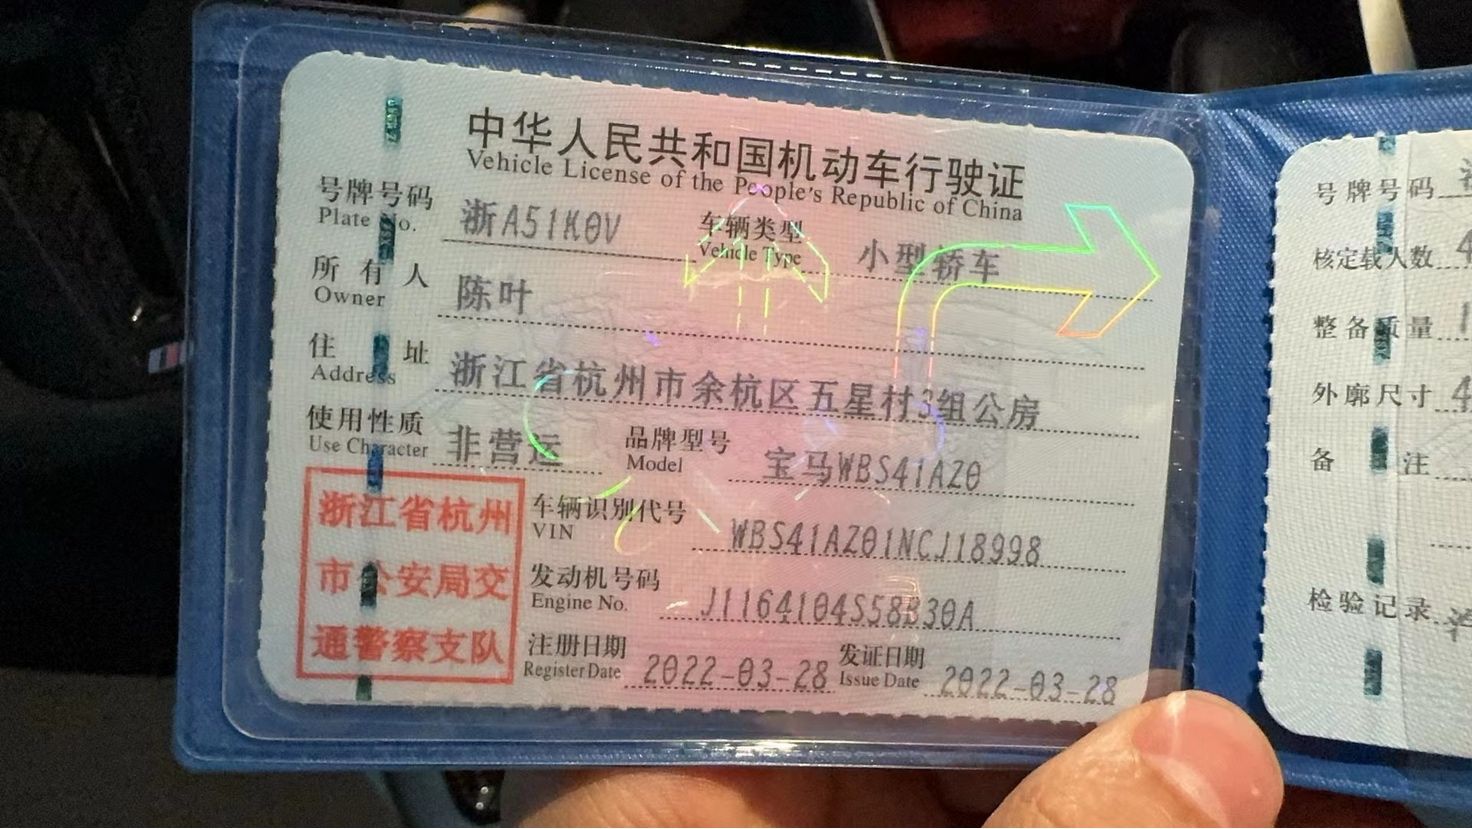 中华人民共和国机动车行驶证
Vehicle License of the People's Republic of China
号牌号码 浙A51K0V 车辆类型 小型轿车
Plate No. Vehicle Type
所有人 陈叶
Owner
住址 浙江省杭州市余杭区五星村3组公房
Address
使用性质 非营运 品牌型号 宝马WBS41AZ0
Use Character Model
浙江省杭州
市公安局交
通警察支队
车辆识别代号 WBS41AZ01NCJ18998
VIN
发动机号码 J1164104S58B30A
Engine No.
注册日期 2022-03-28 发证日期 2022-03-28
Register Date Issue Date
号牌号码
核定载人数 4
整备质量 1
外廓尺寸 4
备注
检验记录